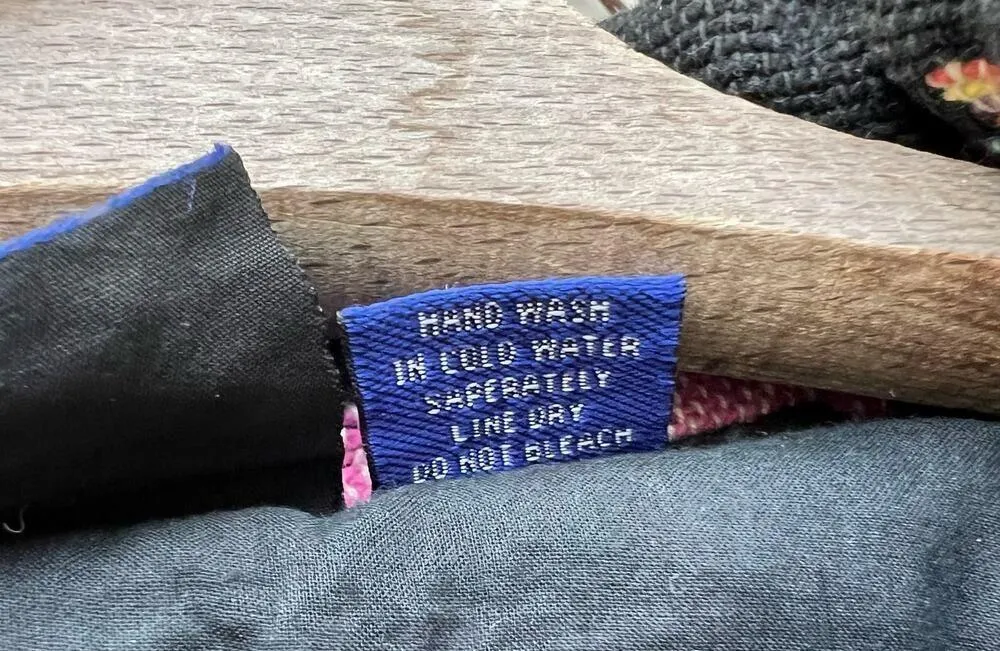 HAND WASH
IN COLD WATER
SAPERATELY
LINE DRY
DO NOT BLEACH